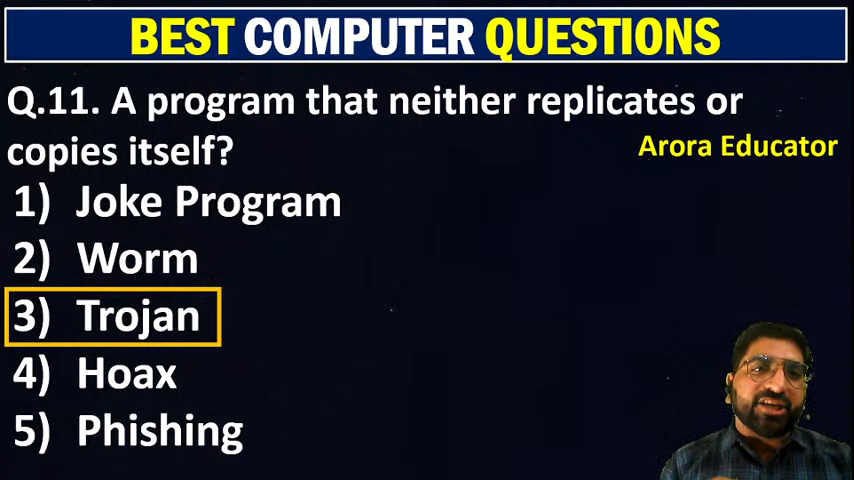 BEST COMPUTER QUESTIONS
Q.11. A program that neither replicates or
copies itself?
Arora Educator
1) Joke Program
2) Worm
3) Trojan
4) Hoax
5) Phishing